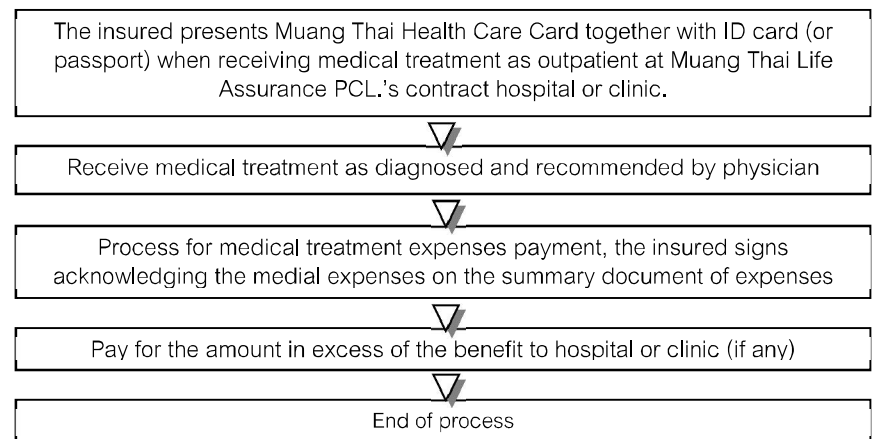 The insured presents Muang Thai Health Care Card together with ID card (or
passport) when receiving medical treatment as outpatient at Muang Thai Life
Assurance PCL.'s contract hospital or clinic.
Receive medical treatment as diagnosed and recommended by physician
Process for medical treatment expenses payment, the insured signs
acknowledging the medial expenses on the summary document of expenses
Pay for the amount in excess of the benefit to hospital or clinic (if any)
End of process